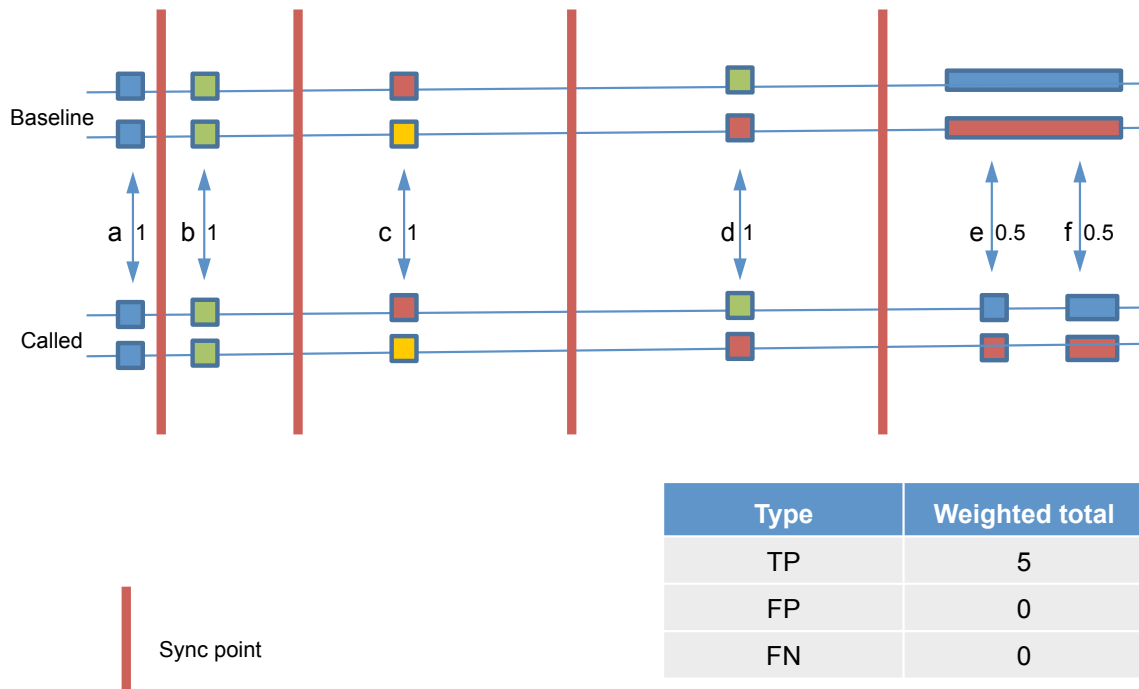 Baseline
a 1 b 1 c 1 d 1 e 0.5 f 0.5
Called
Type Weighted total
TP 5
FP 0
FN 0
Sync point